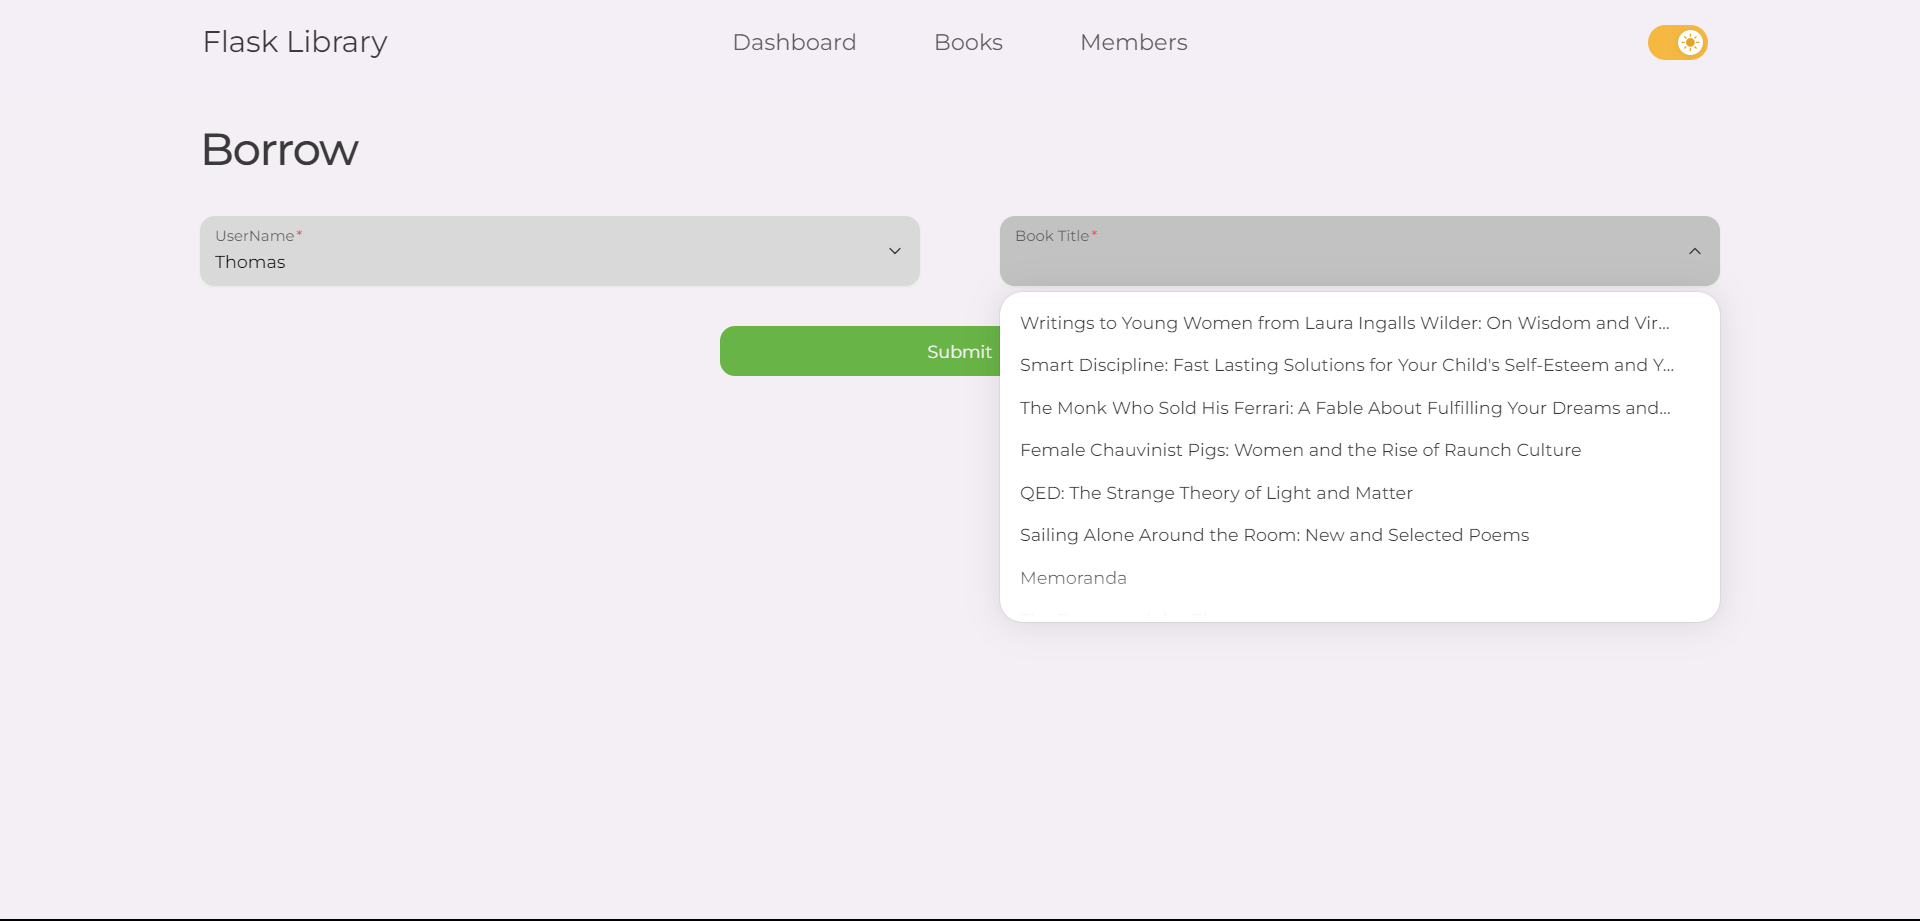 Flask Library
Dashboard
Books
Members
Borrow
UserName*
Thomas
Book Title*
Submit
Writings to Young Women from Laura Ingalls Wilder: On Wisdom and Vir...
Smart Discipline: Fast Lasting Solutions for Your Child's Self-Esteem and Y...
The Monk Who Sold His Ferrari: A Fable About Fulfilling Your Dreams and...
Female Chauvinist Pigs: Women and the Rise of Raunch Culture
QED: The Strange Theory of Light and Matter
Sailing Alone Around the Room: New and Selected Poems
Memoranda